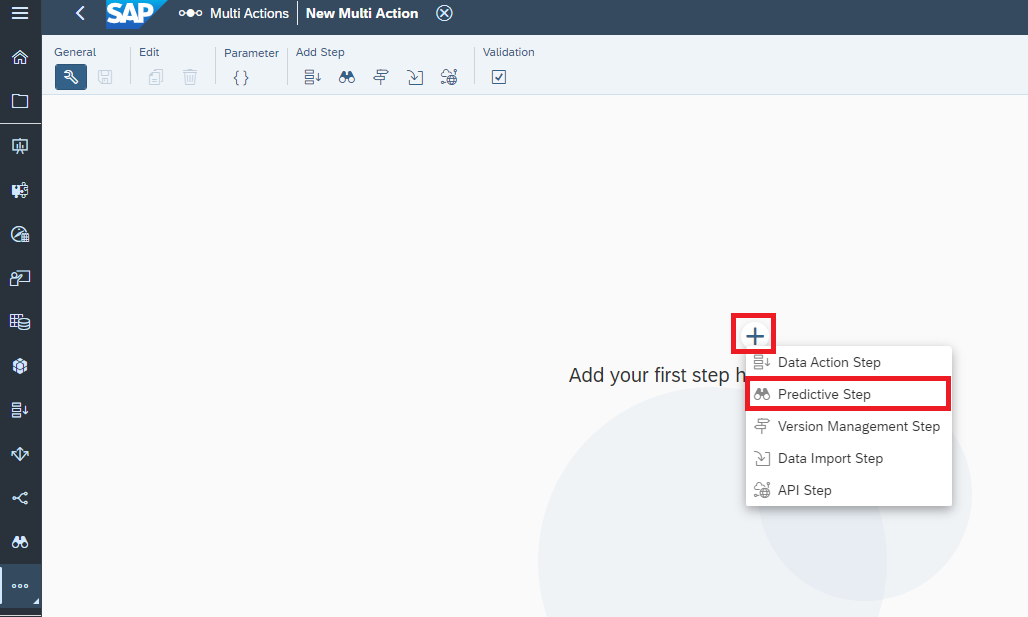 SAP Multi Actions New Multi Action
General Edit Parameter Add Step Validation
Add your first step h
Data Action Step
Predictive Step
Version Management Step
Data Import Step
API Step